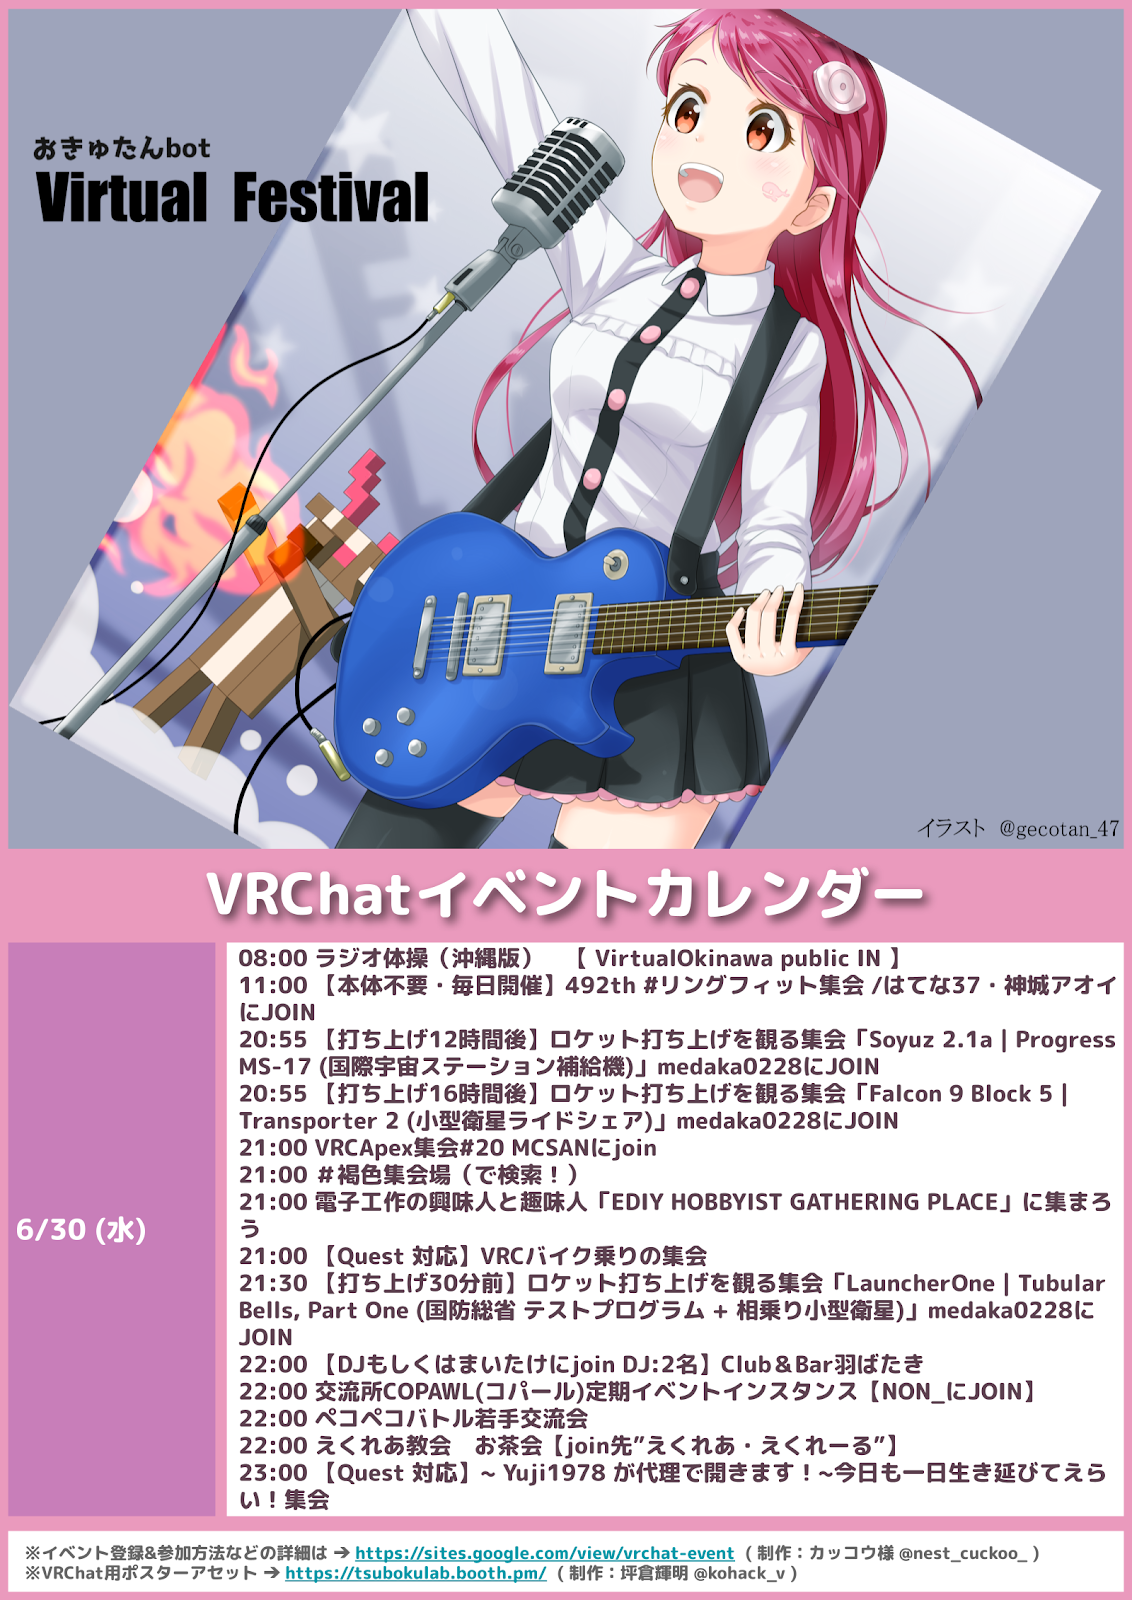 おきゅたんbot
Virtual Festival
イラスト @gecotan_47
VRChatイベントカレンダー
6/30 (水)
08:00 ラジオ体操（沖縄版）　【 VirtualOkinawa public IN 】
11:00 【本体不要・毎日開催】492th #リングフィット集会 /はてな37・神城アオイ
にJOIN
20:55 【打ち上げ12時間後】ロケット打ち上げを観る集会「Soyuz 2.1a | Progress
MS-17 (国際宇宙ステーション補給機)」medaka0228にJOIN
20:55 【打ち上げ16時間後】ロケット打ち上げを観る集会「Falcon 9 Block 5 |
Transporter 2 (小型衛星ライドシェア)」medaka0228にJOIN
21:00 VRCApex集会#20 MCSANにjoin
21:00 ＃褐色集会場（で検索！）
21:00 電子工作の興味人と趣味人「EDIY HOBBYIST GATHERING PLACE」に集まろ
う
21:00 【Quest 対応】VRCバイク乗りの集会
21:30 【打ち上げ30分前】ロケット打ち上げを観る集会「LauncherOne | Tubular
Bells, Part One (国防総省 テストプログラム + 相乗り小型衛星)」medaka0228に
JOIN
22:00 【DJもしくはまいたけにjoin DJ:2名】Club＆Bar羽ばたき
22:00 交流所COPAWL(コパール)定期イベントインスタンス【NON_にJOIN】
22:00 ペコペコバトル若手交流会
22:00 えくれあ教会　お茶会【join先”えくれあ・えくれーる”】
23:00 【Quest 対応】~ Yuji1978 が代理で開きます！~今日も一日生き延びてえら
い！集会
※イベント登録&参加方法などの詳細は → https://sites.google.com/view/vrchat-event （ 制作：カッコウ様 @nest_cuckoo_ ）
※VRChat用ポスターアセット → https://tsubokulab.booth.pm/ （ 制作：坪倉輝明 @kohack_v ）